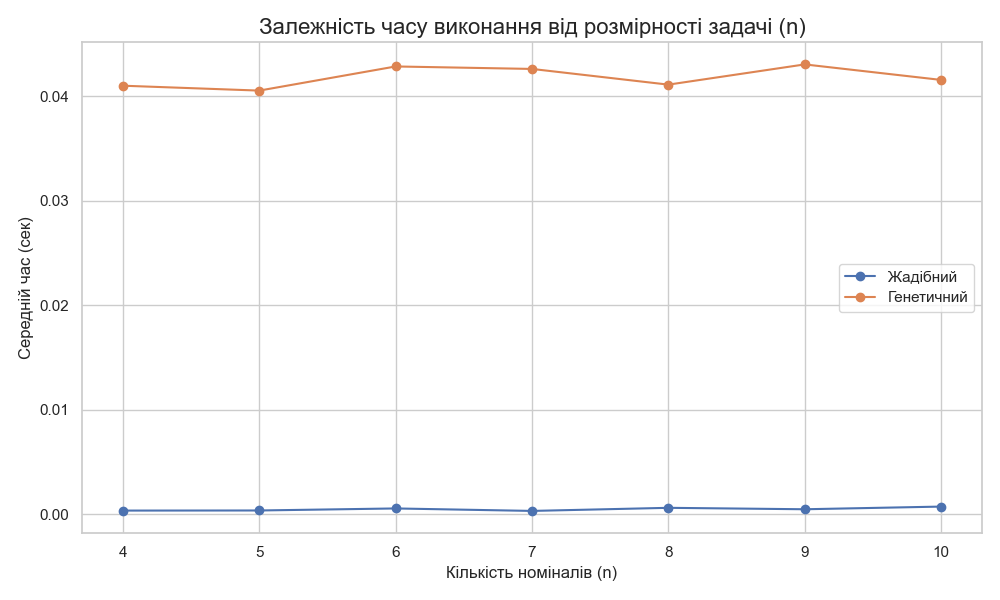 Залежність часу виконання від розмірності задачі (n)
Середній час (сек)
0.04
0.03
0.02
0.01
0.00
Жадібний
Генетичний
4 5 6 7 8 9 10
Кількість номіналів (n)